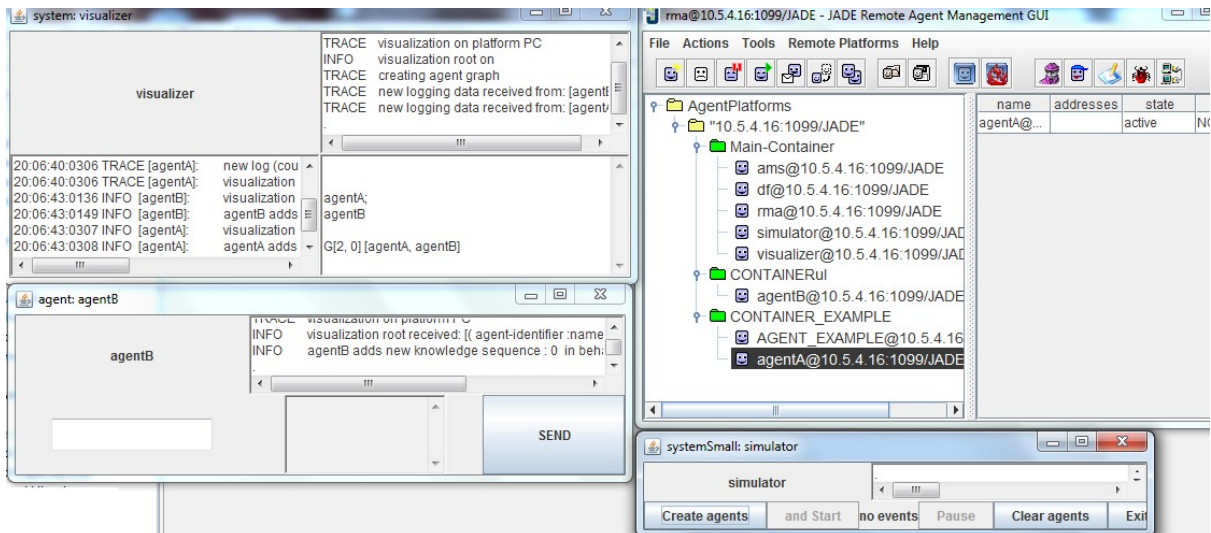 system: visualizer
visualizer
TRACE visualization on platform PC
INFO visualization root on
TRACE creating agent graph
TRACE new logging data received from: [agentE
TRACE new logging data received from: [agentA
.
20:06:40:0306 TRACE [agentA]: new log (cou
20:06:40:0306 TRACE [agentA]: visualization
20:06:43:0136 INFO [agentB]: visualization
20:06:43:0149 INFO [agentB]: agentB adds
20:06:43:0307 INFO [agentA]: visualization
20:06:43:0308 INFO [agentA]: agentA adds
agentA;
agentB
G[2, 0] [agentA, agentB]
agent: agentB
agentB
TRACE visualization on platform PC
INFO visualization root received: [( agent-identifier :name
INFO agentB adds new knowledge sequence : 0 in beh
.
SEND
rma@10.5.4.16:1099/JADE - JADE Remote Agent Management GUI
File Actions Tools Remote Platforms Help
AgentPlatforms
"10.5.4.16:1099/JADE"
Main-Container
ams@10.5.4.16:1099/JADE
df@10.5.4.16:1099/JADE
rma@10.5.4.16:1099/JADE
simulator@10.5.4.16:1099/JAD
visualizer@10.5.4.16:1099/JAD
CONTAINERul
agentB@10.5.4.16:1099/JADE
CONTAINER_EXAMPLE
AGENT_EXAMPLE@10.5.4.16
agentA@10.5.4.16:1099/JADE
name addresses state
agentA@... active NO
systemSmall: simulator
simulator
.
Create agents and Start no events Pause Clear agents Exit